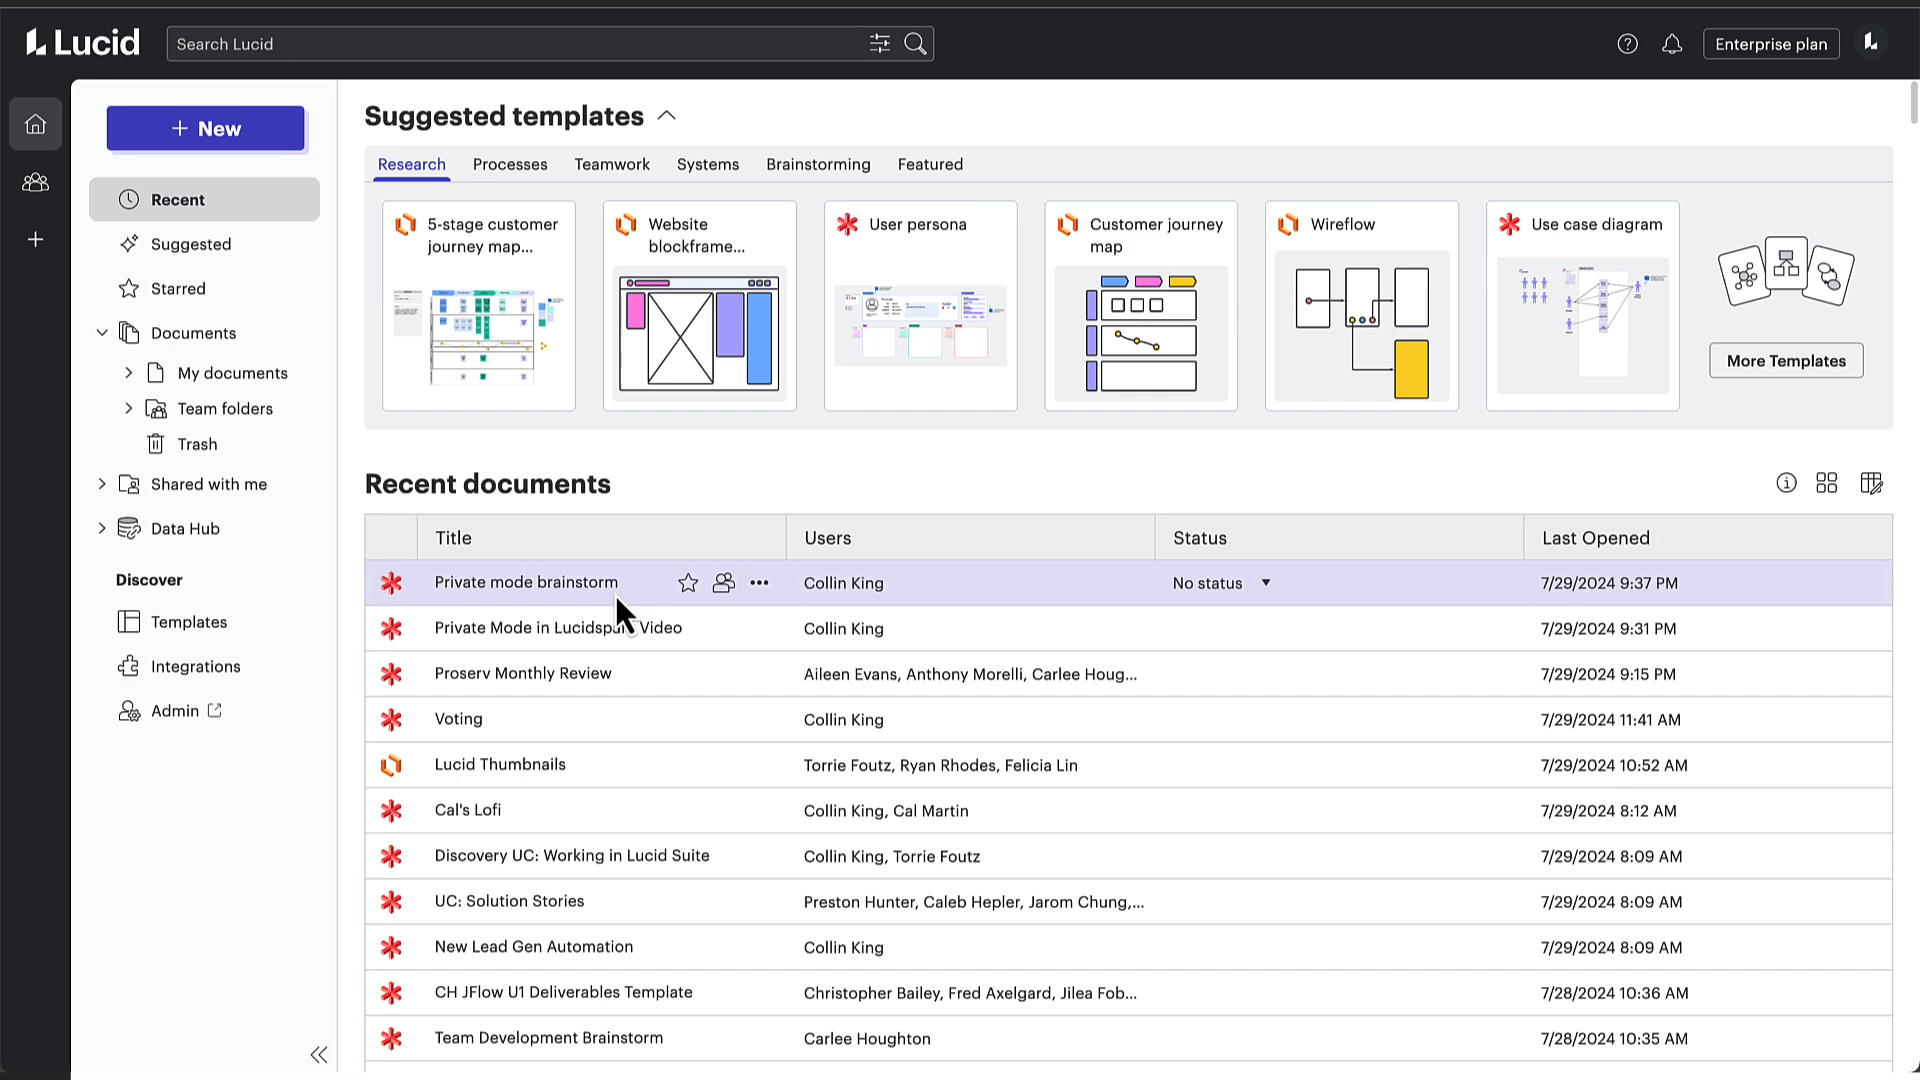 Lucid
Search Lucid
Enterprise plan
New
Recent
Suggested
Starred
Documents
My documents
Team folders
Trash
Shared with me
Data Hub
Discover
Templates
Integrations
Admin
Suggested templates
Research Processes Teamwork Systems Brainstorming Featured
5-stage customer
journey map...
Website
blockframe...
User persona
Customer journey
map
Wireflow
Use case diagram
More Templates
Recent documents
Title Users Status Last Opened
Private mode brainstorm Collin King No status 7/29/2024 9:37 PM
Private Mode in Video Collin King 7/29/2024 9:31 PM
Proserv Monthly Review Aileen Evans, Anthony Morelli, Carlee Houg... 7/29/2024 9:15 PM
Voting Collin King 7/29/2024 11:41 AM
Lucid Thumbnails Torrie Foutz, Ryan Rhodes, Felicia Lin 7/29/2024 10:52 AM
Cal's Lofi Collin King, Cal Martin 7/29/2024 8:12 AM
Discovery UC: Working in Lucid Suite Collin King, Torrie Foutz 7/29/2024 8:09 AM
UC: Solution Stories Preston Hunter, Caleb Hepler, Jarom Chung,... 7/29/2024 8:09 AM
New Lead Gen Automation Collin King 7/29/2024 8:09 AM
CH JFlow U1 Deliverables Template Christopher Bailey, Fred Axelgard, Jilea Fob... 7/28/2024 10:36 AM
Team Development Brainstorm Carlee Houghton 7/28/2024 10:35 AM